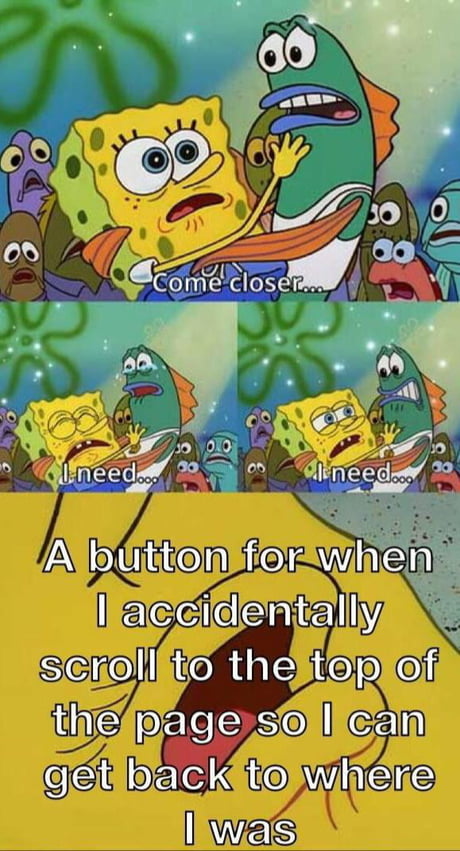 Come closer...
I need...
I need...
A button for when
I accidentally
scroll to the top of
the page so I can
get back to where
I was